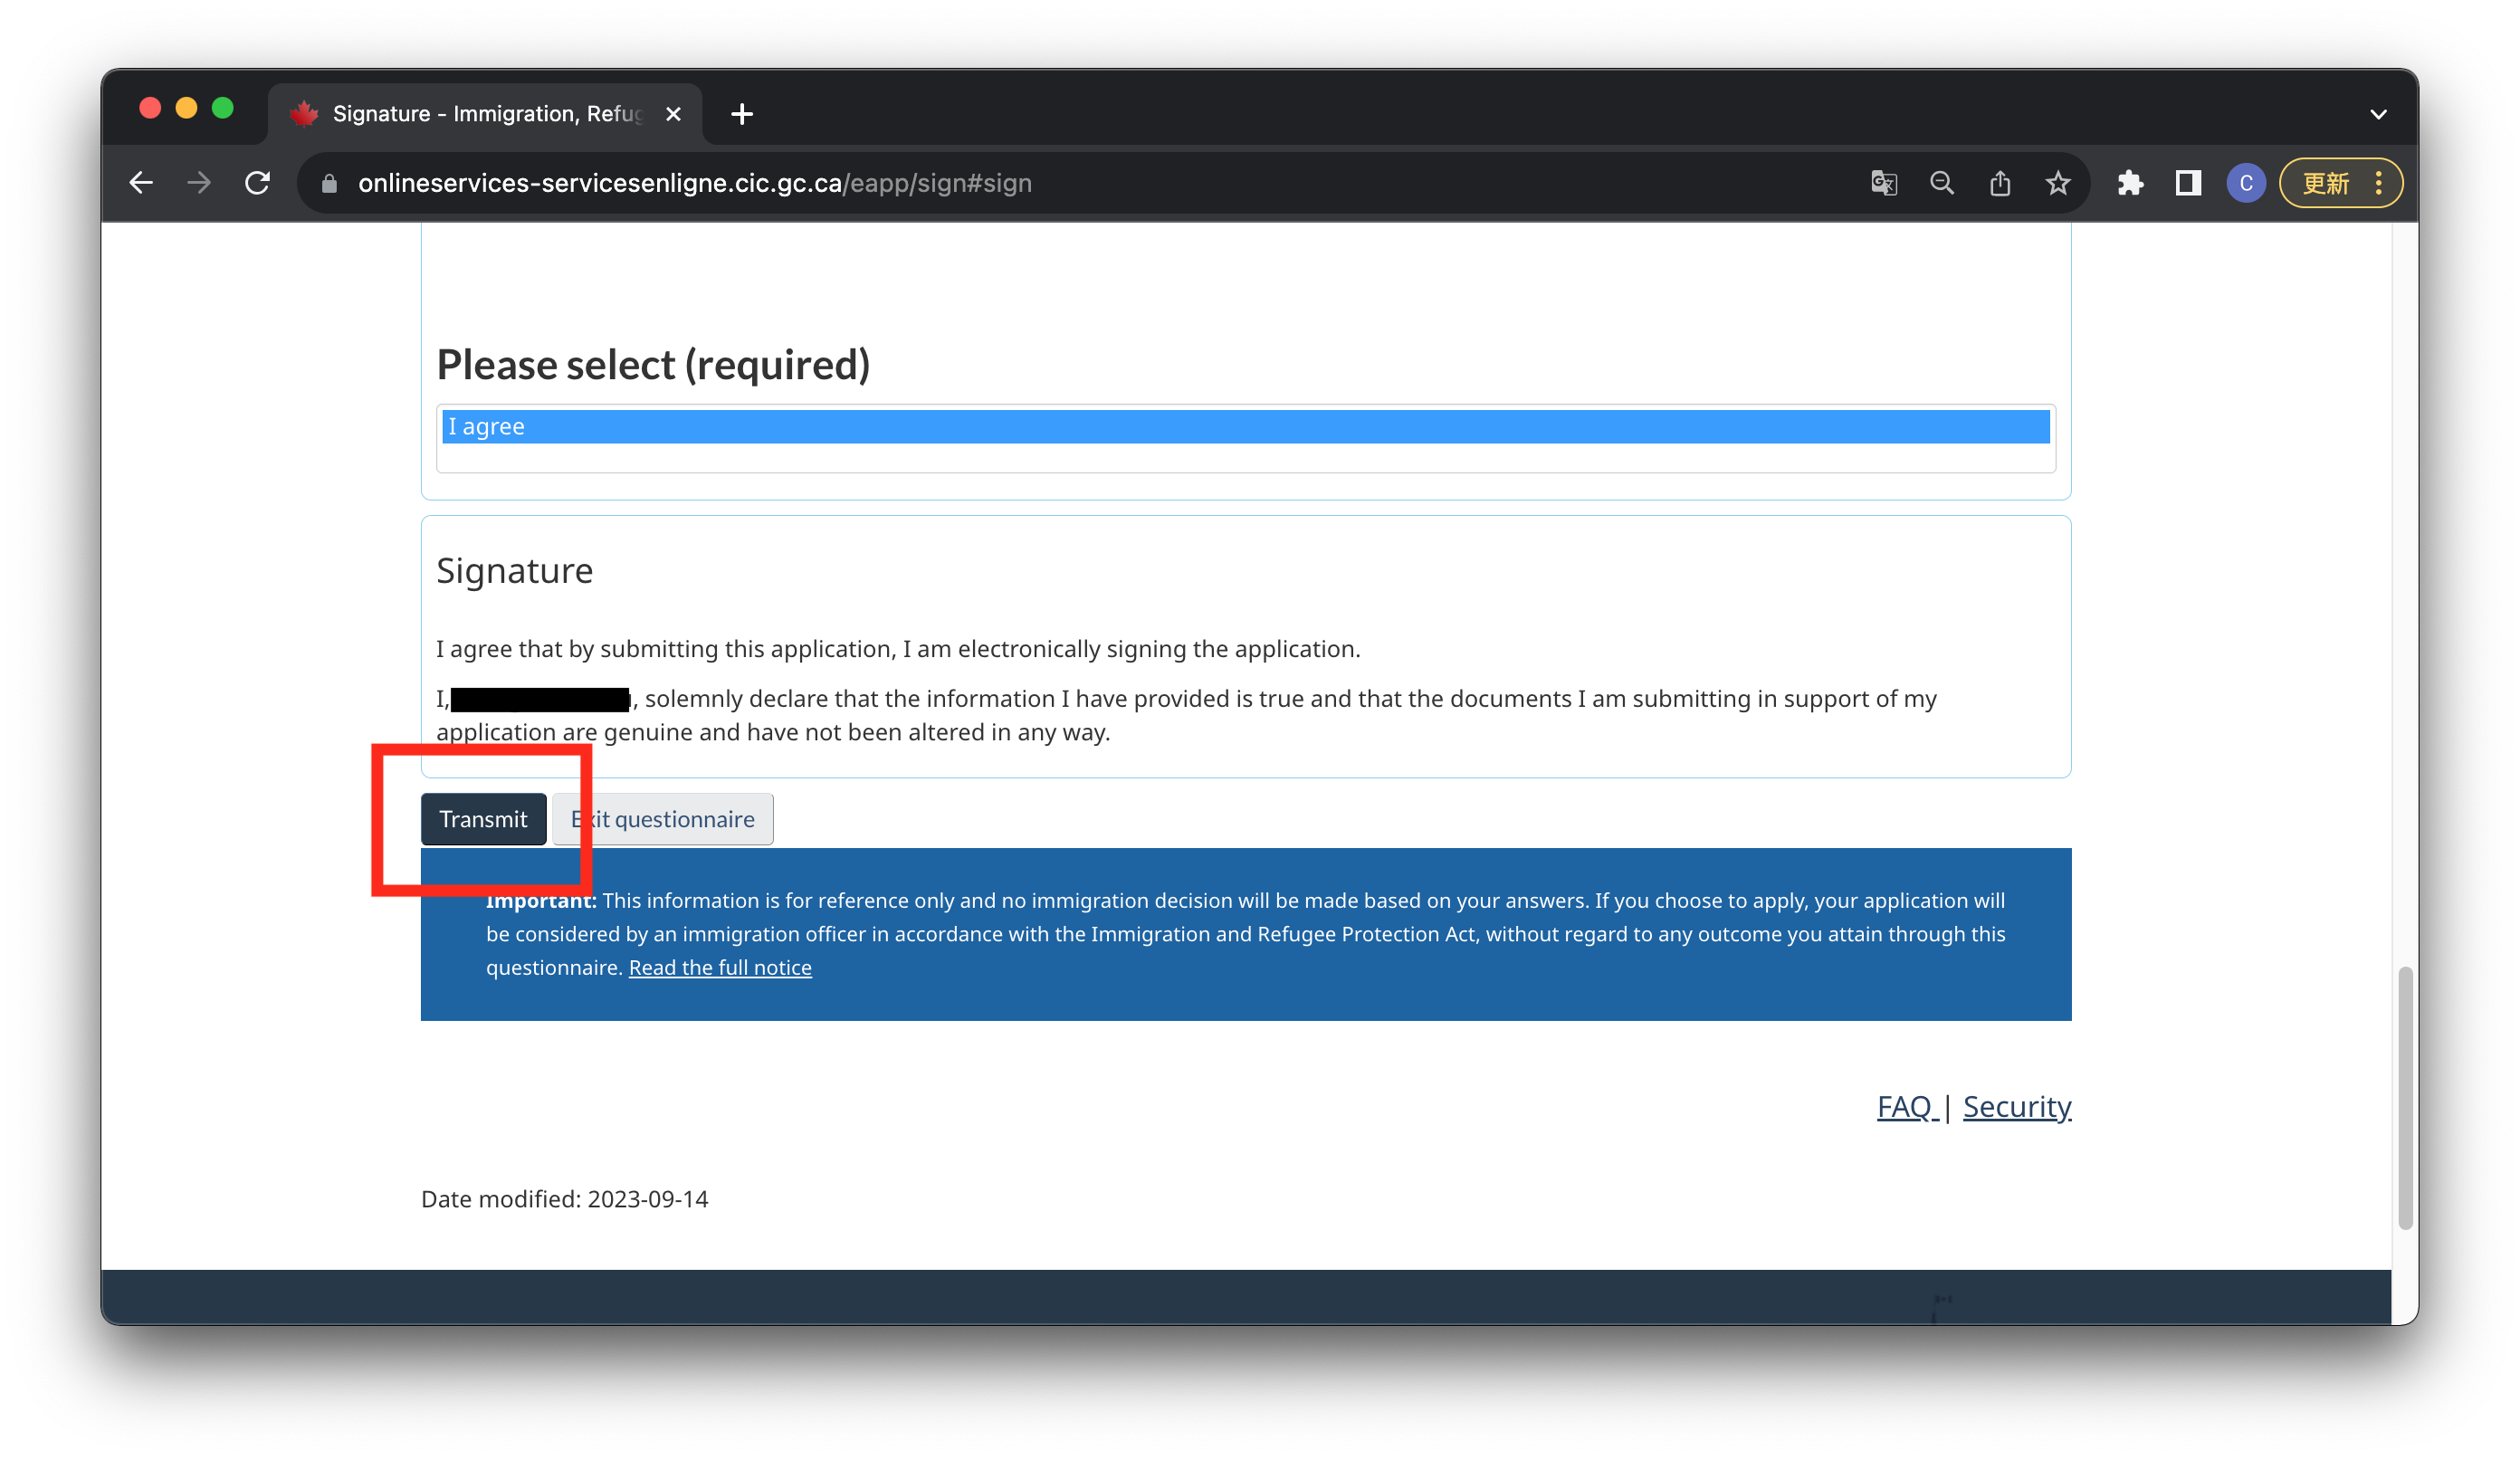 Signature - Immigration, Refug
onlineservices-servicesenligne.cic.gc.ca/eapp/sign#sign
C
更新
Please select (required)
I agree
Signature
I agree that by submitting this application, I am electronically signing the application.
I, , solemnly declare that the information I have provided is true and that the documents I am submitting in support of my
application are genuine and have not been altered in any way.
Transmit
Exit questionnaire
Important: This information is for reference only and no immigration decision will be made based on your answers. If you choose to apply, your application will
be considered by an immigration officer in accordance with the Immigration and Refugee Protection Act, without regard to any outcome you attain through this
questionnaire. Read the full notice
FAQ | Security
Date modified: 2023-09-14